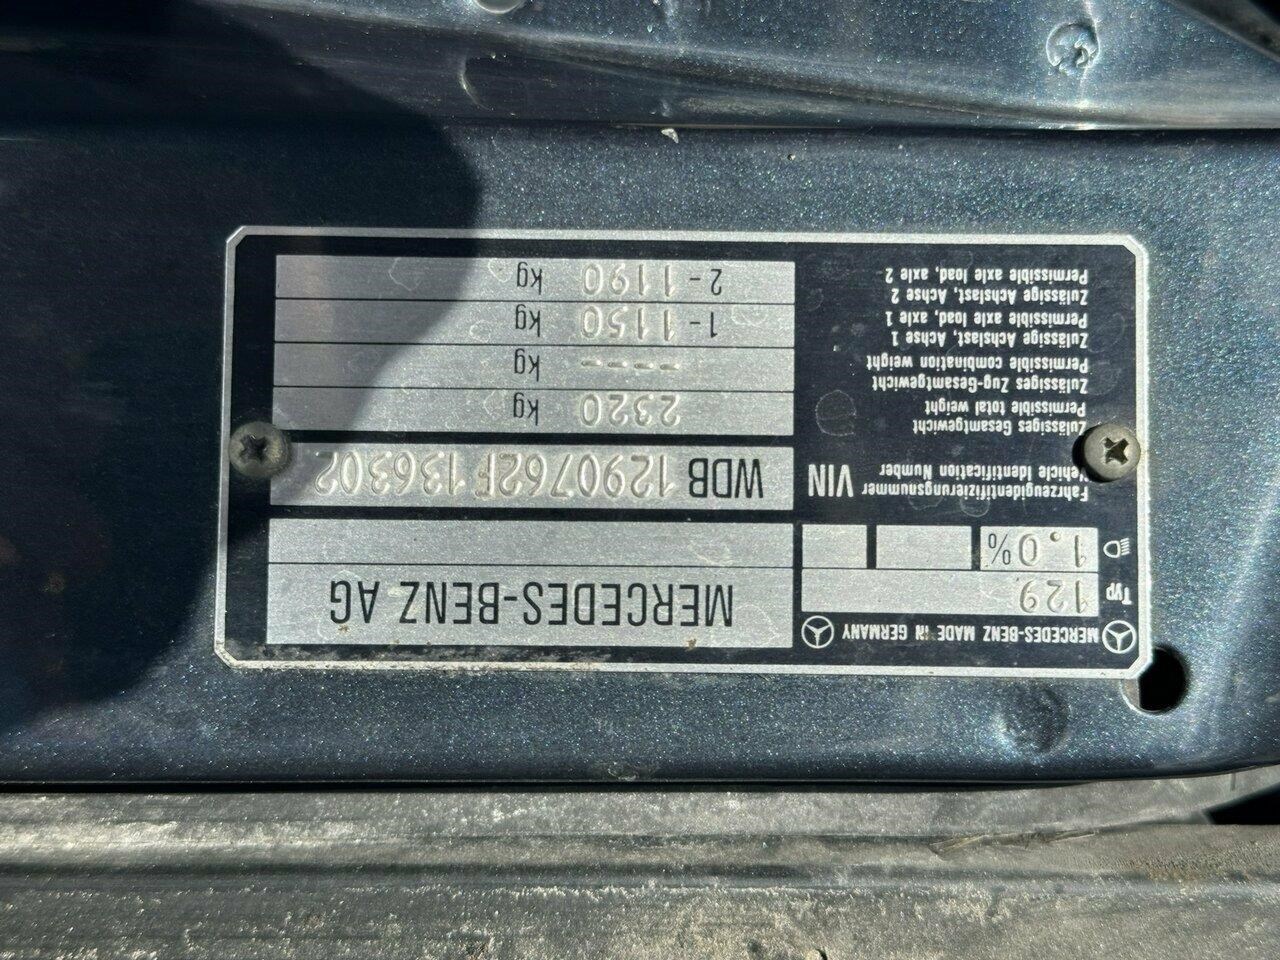 MERCEDES-BENZ MADE IN GERMANY
MERCEDES-BENZ AG
Typ 129.
1.0%
Fahrzeugidentifizierungsnummer
Vehicle Identification Number
VIN WDB 1290762F136302
Zulässiges Gesamtgewicht
Permissible total weight
2320 kg
Zulässiges Zug-Gesamtgewicht
Permissible combination weight
---- kg
Zulässige Achslast, Achse 1
Permissible axle load, axle 1
1-1150 kg
Zulässige Achslast, Achse 2
Permissible axle load, axle 2
2-1190 kg